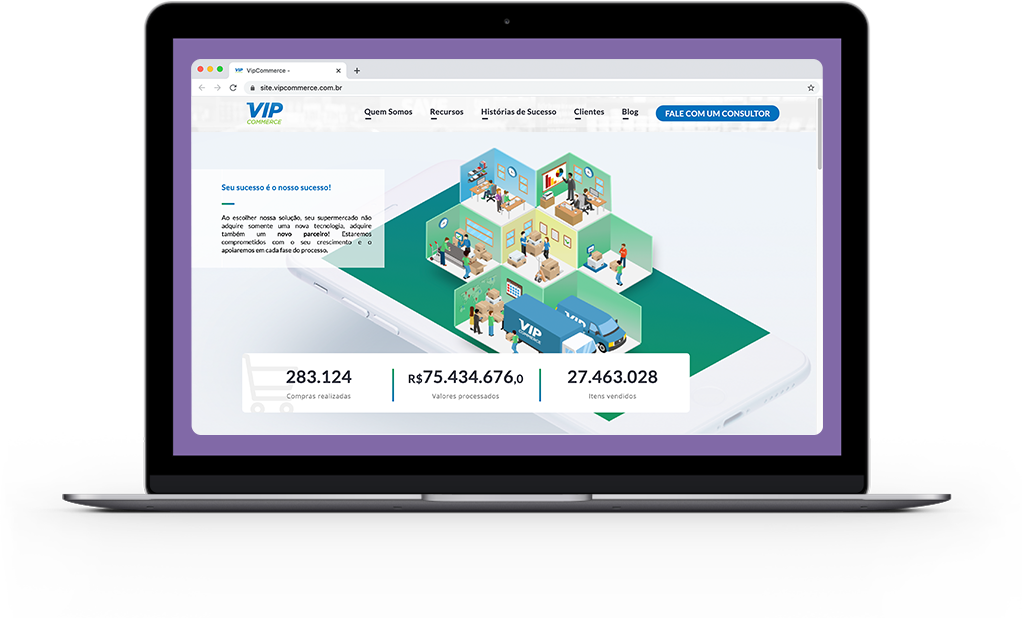 VIP VipCommerce -
site.vipcommerce.com.br
VIP
COMMERCE
Quem Somos Recursos Histórias de Sucesso Clientes Blog FALE COM UM CONSULTOR
Seu sucesso é o nosso sucesso!
Ao escolher nossa solução, seu supermercado não
adquire somente uma nova tecnologia, adquire
também um novo parceiro! Estaremos
comprometidos com o seu crescimento e o
apoiaremos em cada fase do processo.
VIP
COMMERCE
VIP
283.124 R$75.434.676,0 27.463.028
Compras realizadas Valores processados Itens vendidos